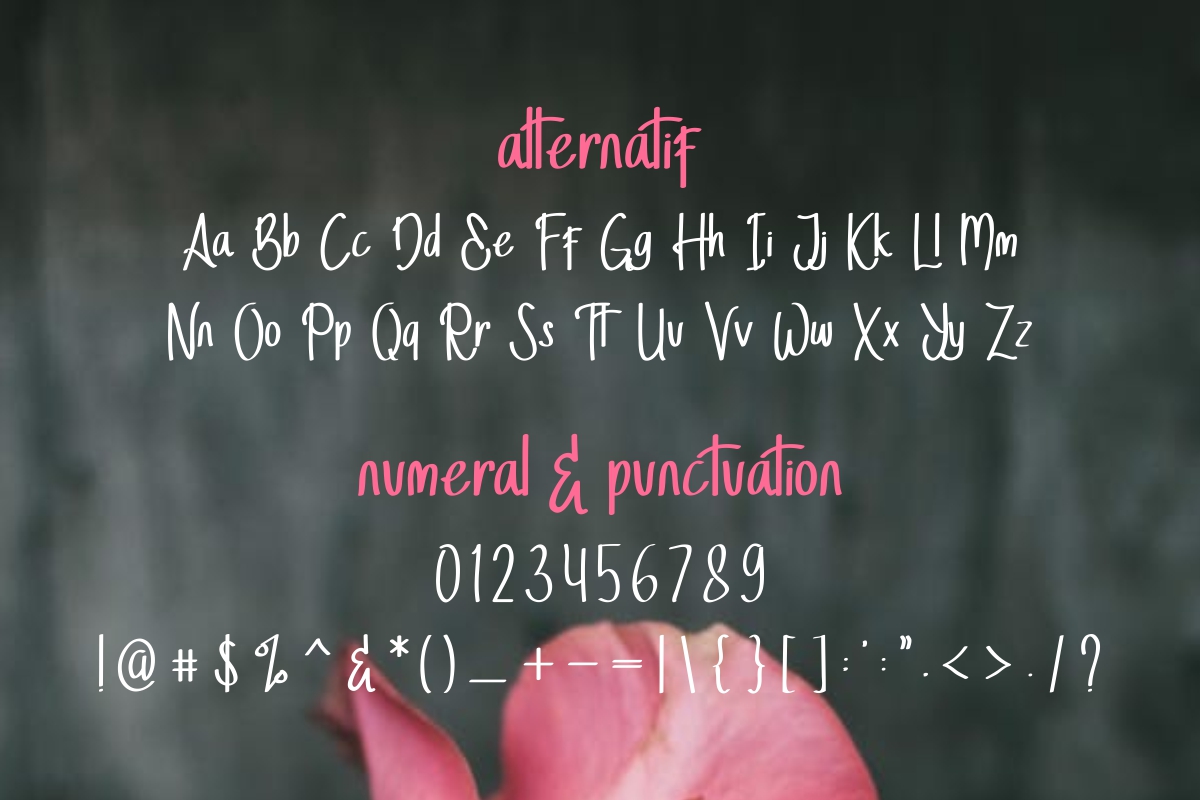 alternatif
Aa Bb Cc Dd Ee Ff Gg Hh Ii Jj Kk Ll Mm
Nn Oo Pp Qq Rr Ss Tt Uu Vv Ww Xx Yy Zz
numeral & punctuation
0123456789
!@#$%^&*()_+-=|\{}[]:';".<>./?